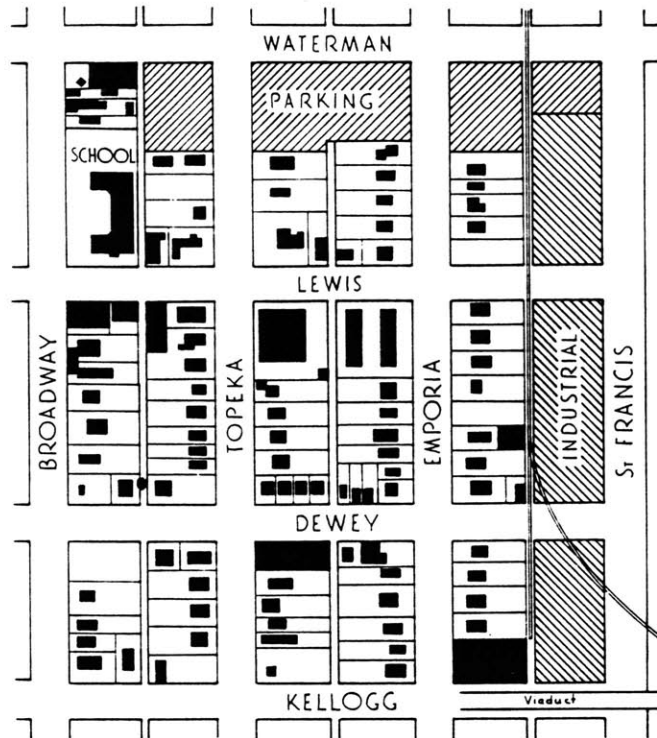 WATERMAN
PARKING
SCHOOL
LEWIS
BROADWAY
TOPEKA
EMPORIA
INDUSTRIAL
ST FRANCIS
DEWEY
KELLOGG
Viaduct